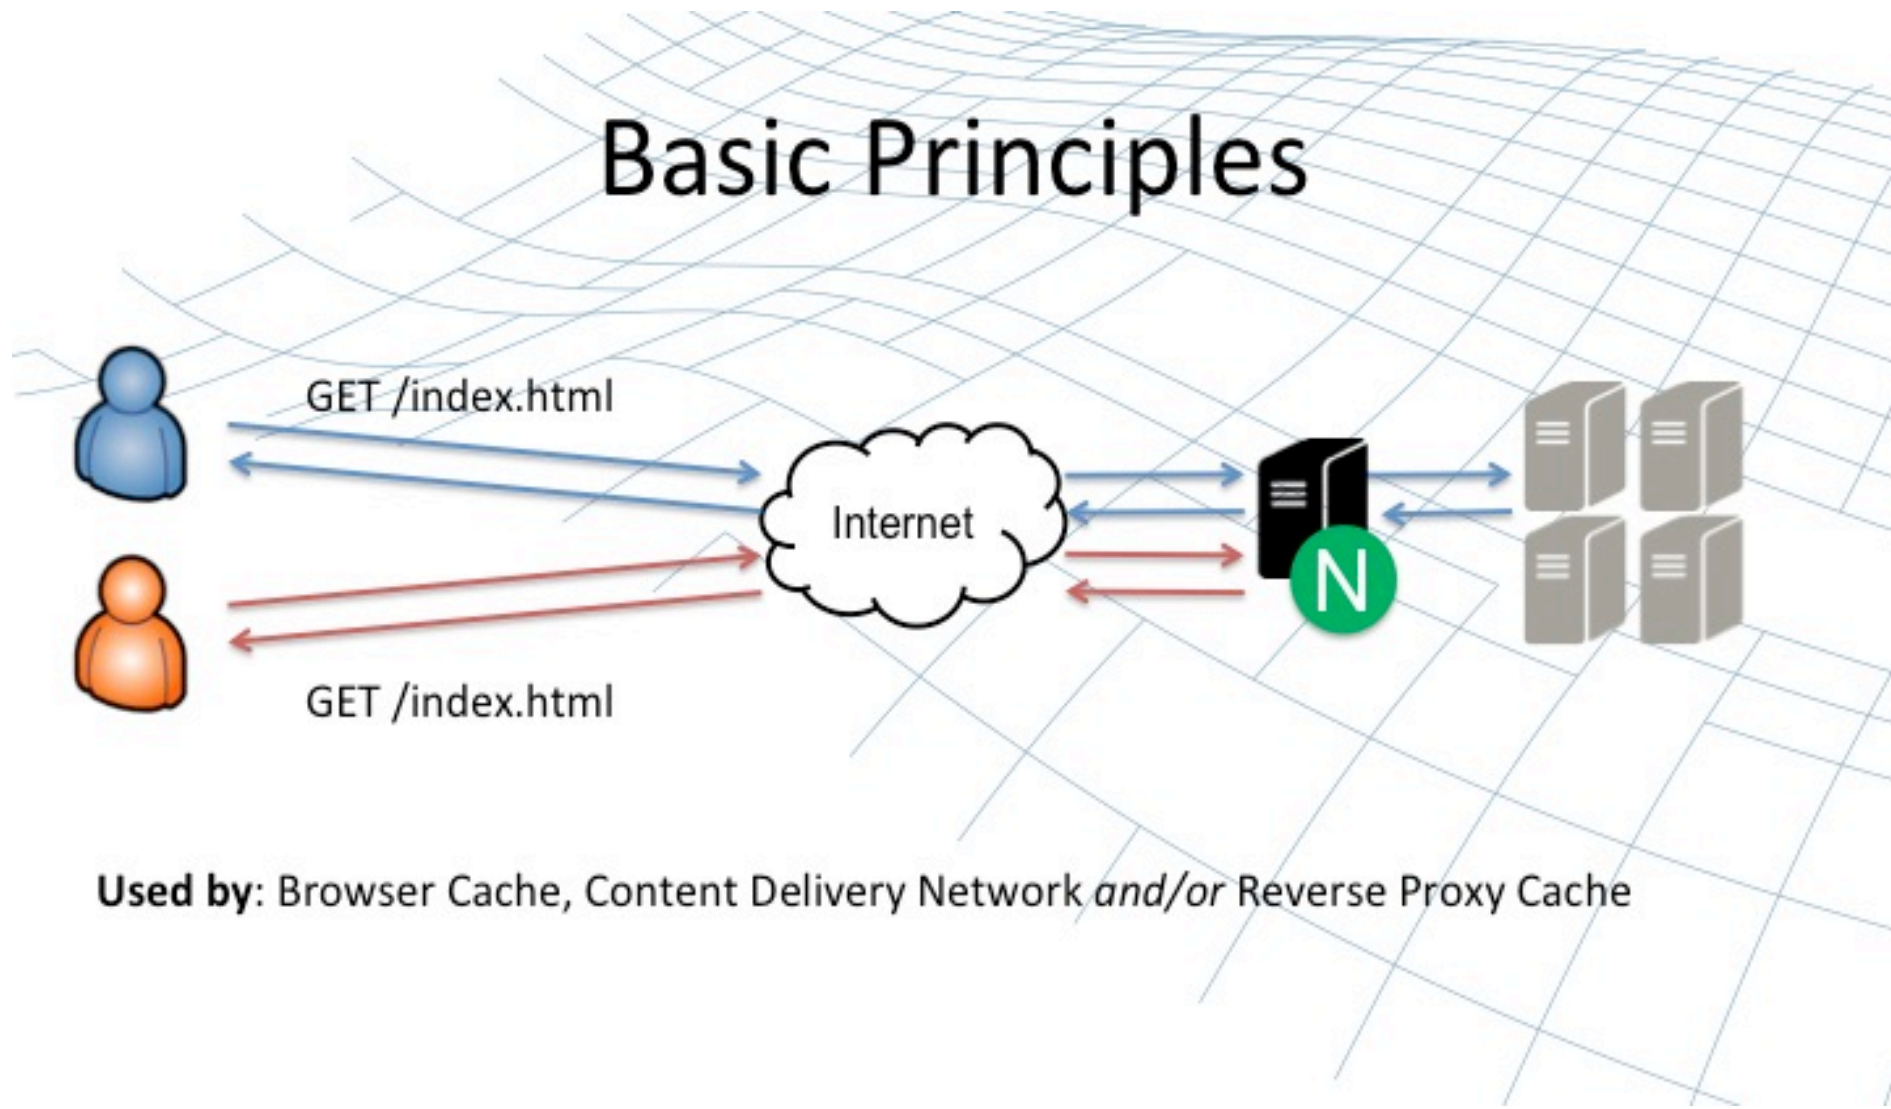 Basic Principles
GET /index.html
Internet
N
GET /index.html
Used by: Browser Cache, Content Delivery Network and/or Reverse Proxy Cache